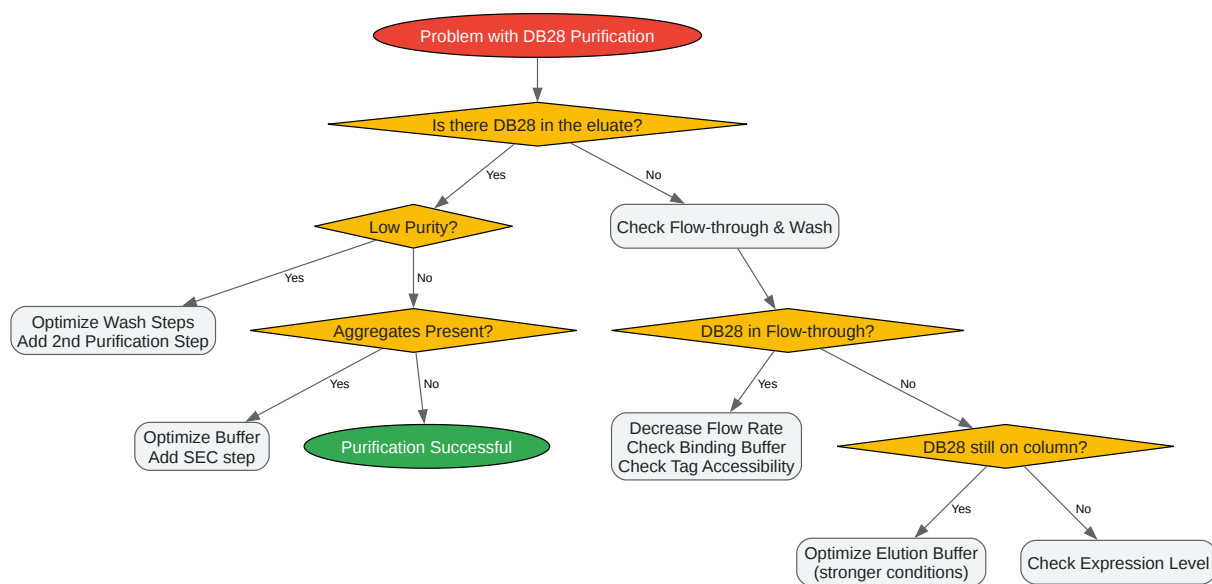 Problem with DB28 Purification
Is there DB28 in the eluate?
Yes
No
Low Purity?
Check Flow-through & Wash
Yes
No
Optimize Wash Steps
Add 2nd Purification Step
Aggregates Present?
DB28 in Flow-through?
Yes
No
Yes
No
Optimize Buffer
Add SEC step
Purification Successful
Decrease Flow Rate
Check Binding Buffer
Check Tag Accessibility
DB28 still on column?
Yes
No
Optimize Elution Buffer
(stronger conditions)
Check Expression Level